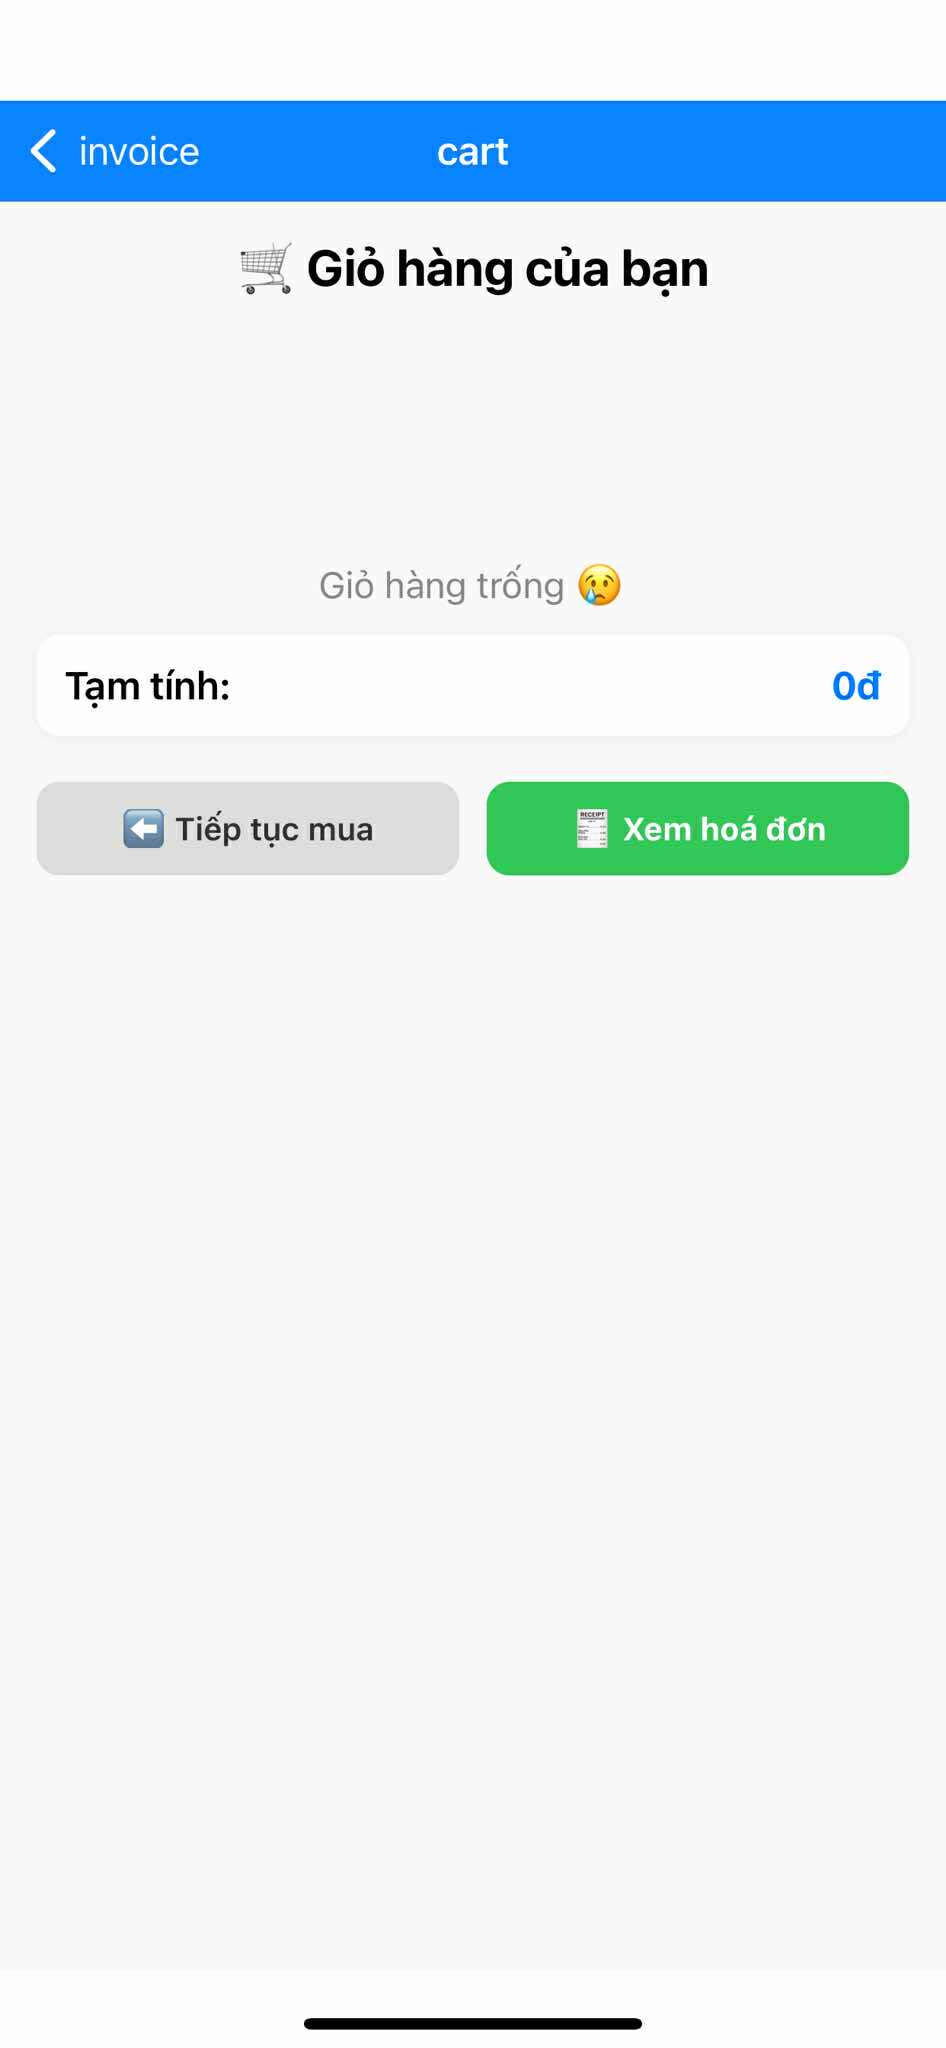 invoice
cart
🛒 Giỏ hàng của bạn
Giỏ hàng trống 😢
Tạm tính:
0đ
⬅️ Tiếp tục mua
🧾 Xem hoá đơn